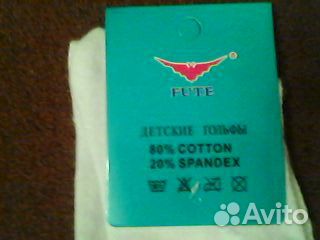 ®
FUTE
ДЕТСКИЕ ГОЛЬФЫ
80% COTTON
20% SPANDEX
Avito